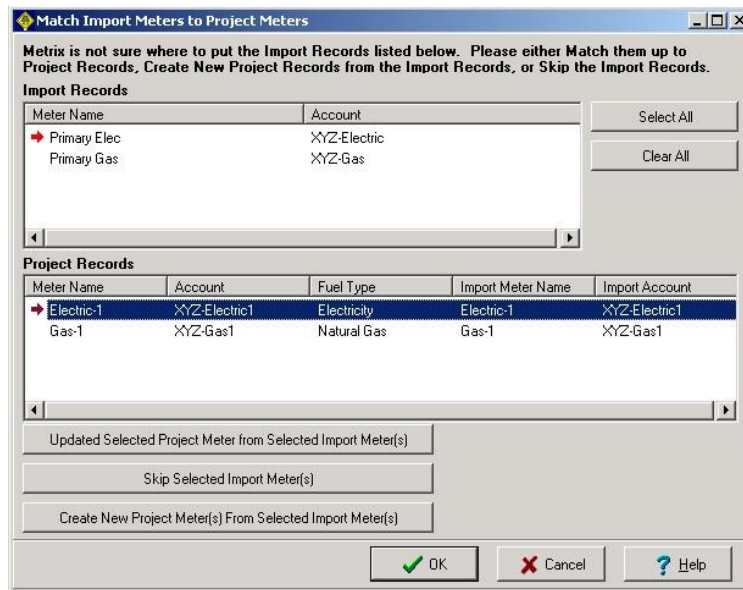 Match Import Meters to Project Meters
Metrix is not sure where to put the Import Records listed below. Please either Match them up to
Project Records, Create New Project Records from the Import Records, or Skip the Import Records.
Import Records
Meter Name Account
Primary Elec XYZ-Electric
Primary Gas XYZ-Gas
Select All
Clear All
Project Records
Meter Name Account Fuel Type Import Meter Name Import Account
Electric-1 XYZ-Electric1 Electricity Electric-1 XYZ-Electric1
Gas-1 XYZ-Gas1 Natural Gas Gas-1 XYZ-Gas1
Updated Selected Project Meter from Selected Import Meter(s)
Skip Selected Import Meter(s)
Create New Project Meter(s) From Selected Import Meter(s)
OK Cancel Help